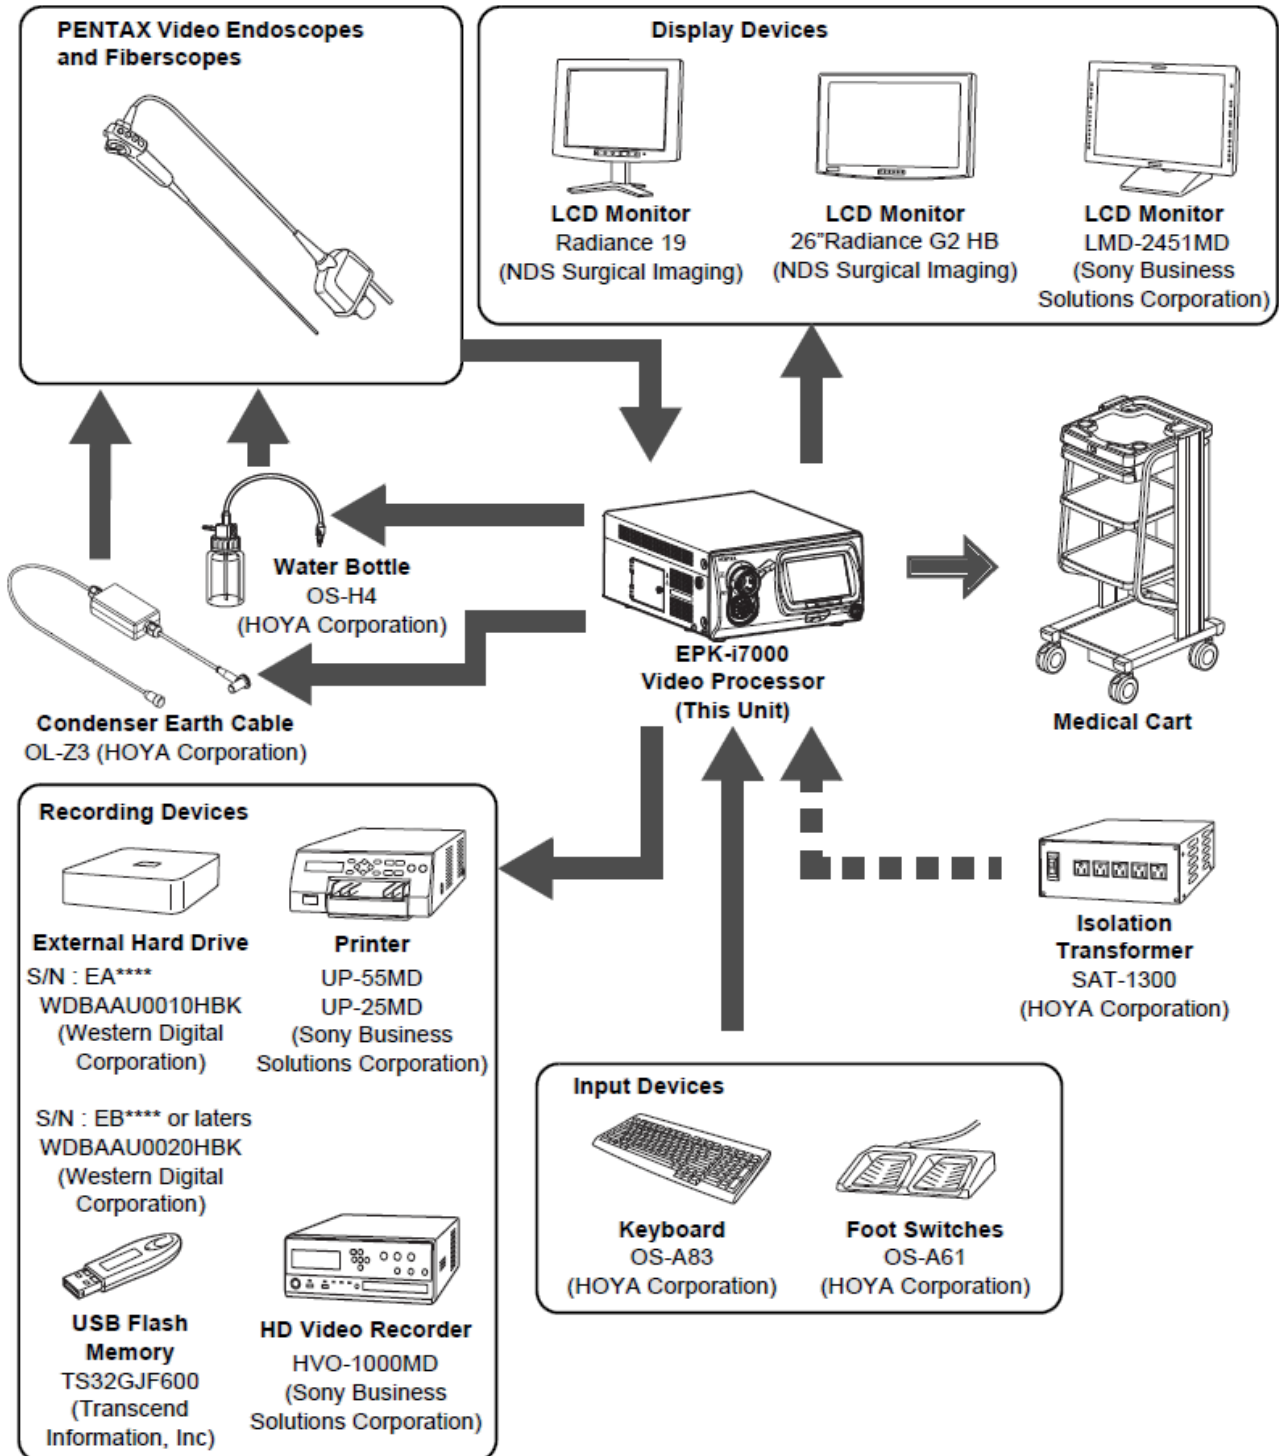 PENTAX Video Endoscopes
and Fiberscopes
Display Devices
LCD Monitor
Radiance 19
(NDS Surgical Imaging)
LCD Monitor
26”Radiance G2 HB
(NDS Surgical Imaging)
LCD Monitor
LMD-2451MD
(Sony Business
Solutions Corporation)
Water Bottle
OS-H4
(HOYA Corporation)
Condenser Earth Cable
OL-Z3 (HOYA Corporation)
EPK-i7000
Video Processor
(This Unit)
Medical Cart
Recording Devices
External Hard Drive
S/N : EA****
WDBAAU0010HBK
(Western Digital
Corporation)
S/N : EB**** or laters
WDBAAU0020HBK
(Western Digital
Corporation)
Printer
UP-55MD
UP-25MD
(Sony Business
Solutions Corporation)
USB Flash
Memory
TS32GJF600
(Transcend
Information, Inc)
HD Video Recorder
HVO-1000MD
(Sony Business
Solutions Corporation)
Isolation
Transformer
SAT-1300
(HOYA Corporation)
Input Devices
Keyboard
OS-A83
(HOYA Corporation)
Foot Switches
OS-A61
(HOYA Corporation)